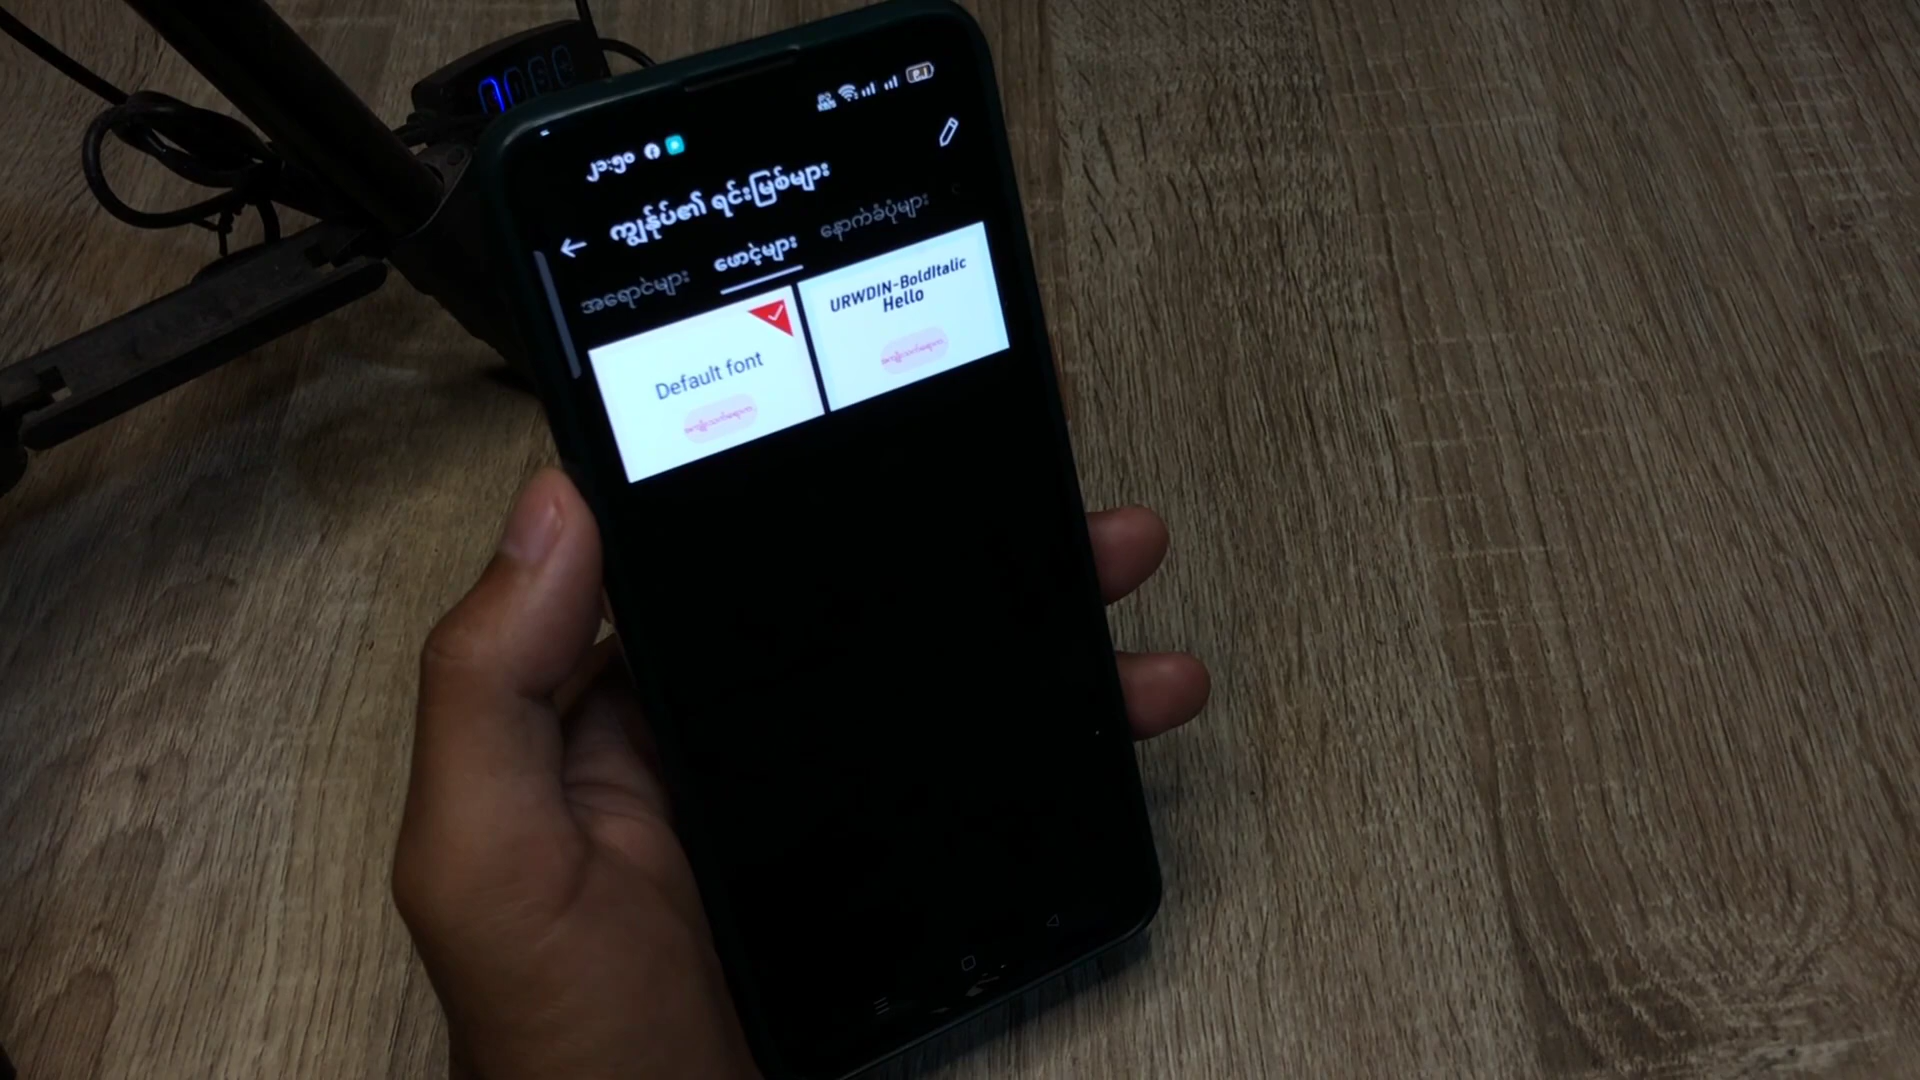 ၂၁:၅၀
ကျွန်ုပ်၏ ရင်းမြစ်များ
အရောင်များ ဖောင့်များ နောက်ခံပုံများ
Default font
URWDIN-BoldItalic
Hello